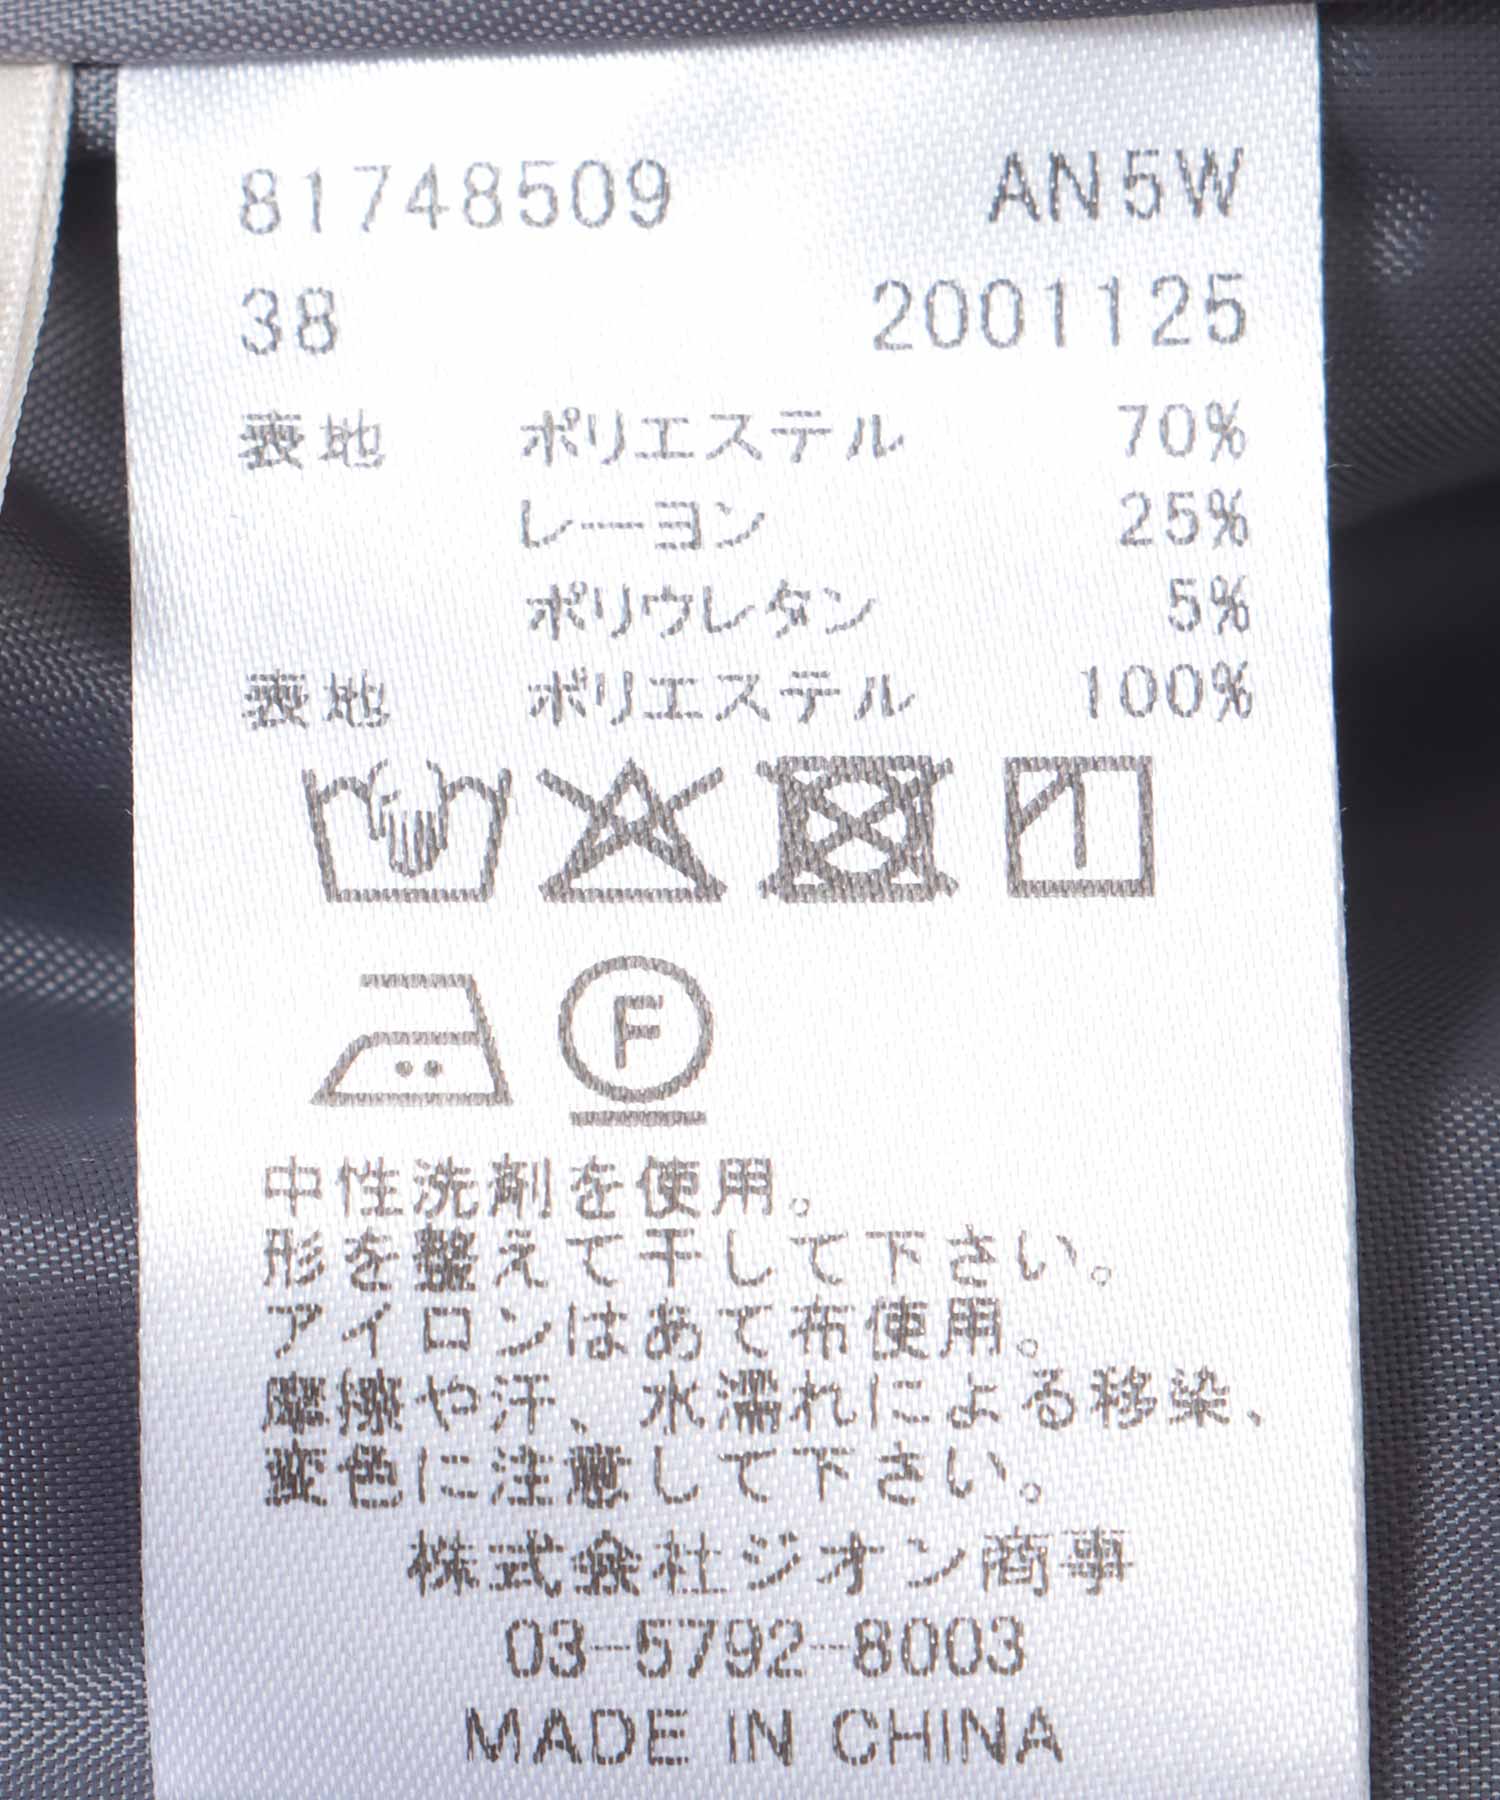 81748509 AN5W
38 2001125
表地 ポリエステル 70%
レーヨン 25%
ポリウレタン 5%
表地 ポリエステル 100%
F
中性洗剤を使用。
形を整えて干して下さい。
アイロンはあて布使用。
摩擦や汗、水濡れによる移染、
変色に注意して下さい。
株式会社ジオン商事
03-5792-8003
MADE IN CHINA